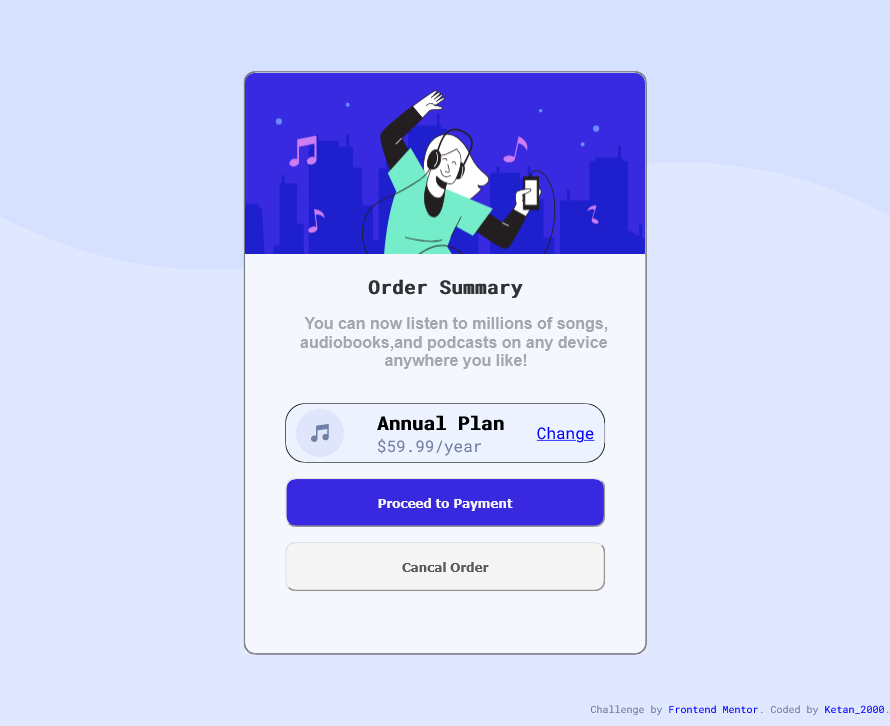 Order Summary
You can now listen to millions of songs,
audiobooks,and podcasts on any device
anywhere you like!
Annual Plan
$59.99/year
Change
Proceed to Payment
Cancal Order
Challenge by Frontend Mentor. Coded by Ketan_2000.